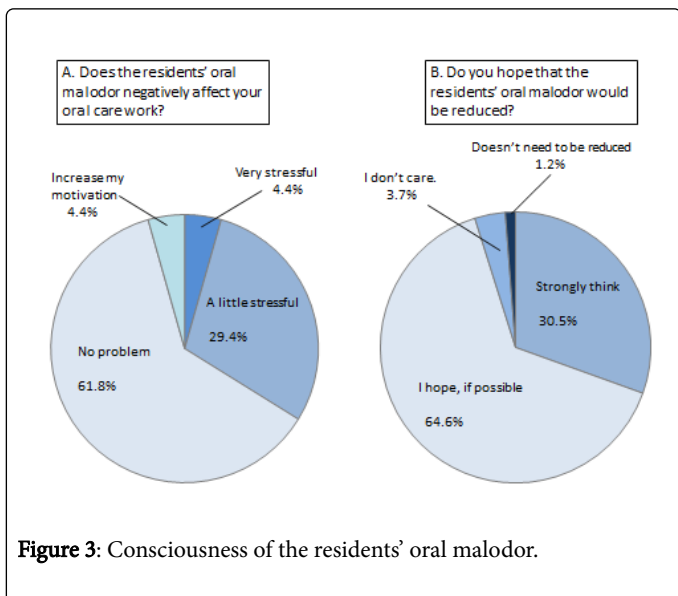 A. Does the residents' oral
malodor negatively affect your
oral care work?
Increase my
motivation
4.4%
Very stressful
4.4%
A little stressful
29.4%
No problem
61.8%
B. Do you hope that the
residents' oral malodor would
be reduced?
Doesn't need to be reduced
1.2%
I don't care.
3.7%
Strongly think
30.5%
I hope, if possible
64.6%
Figure 3: Consciousness of the residents' oral malodor.